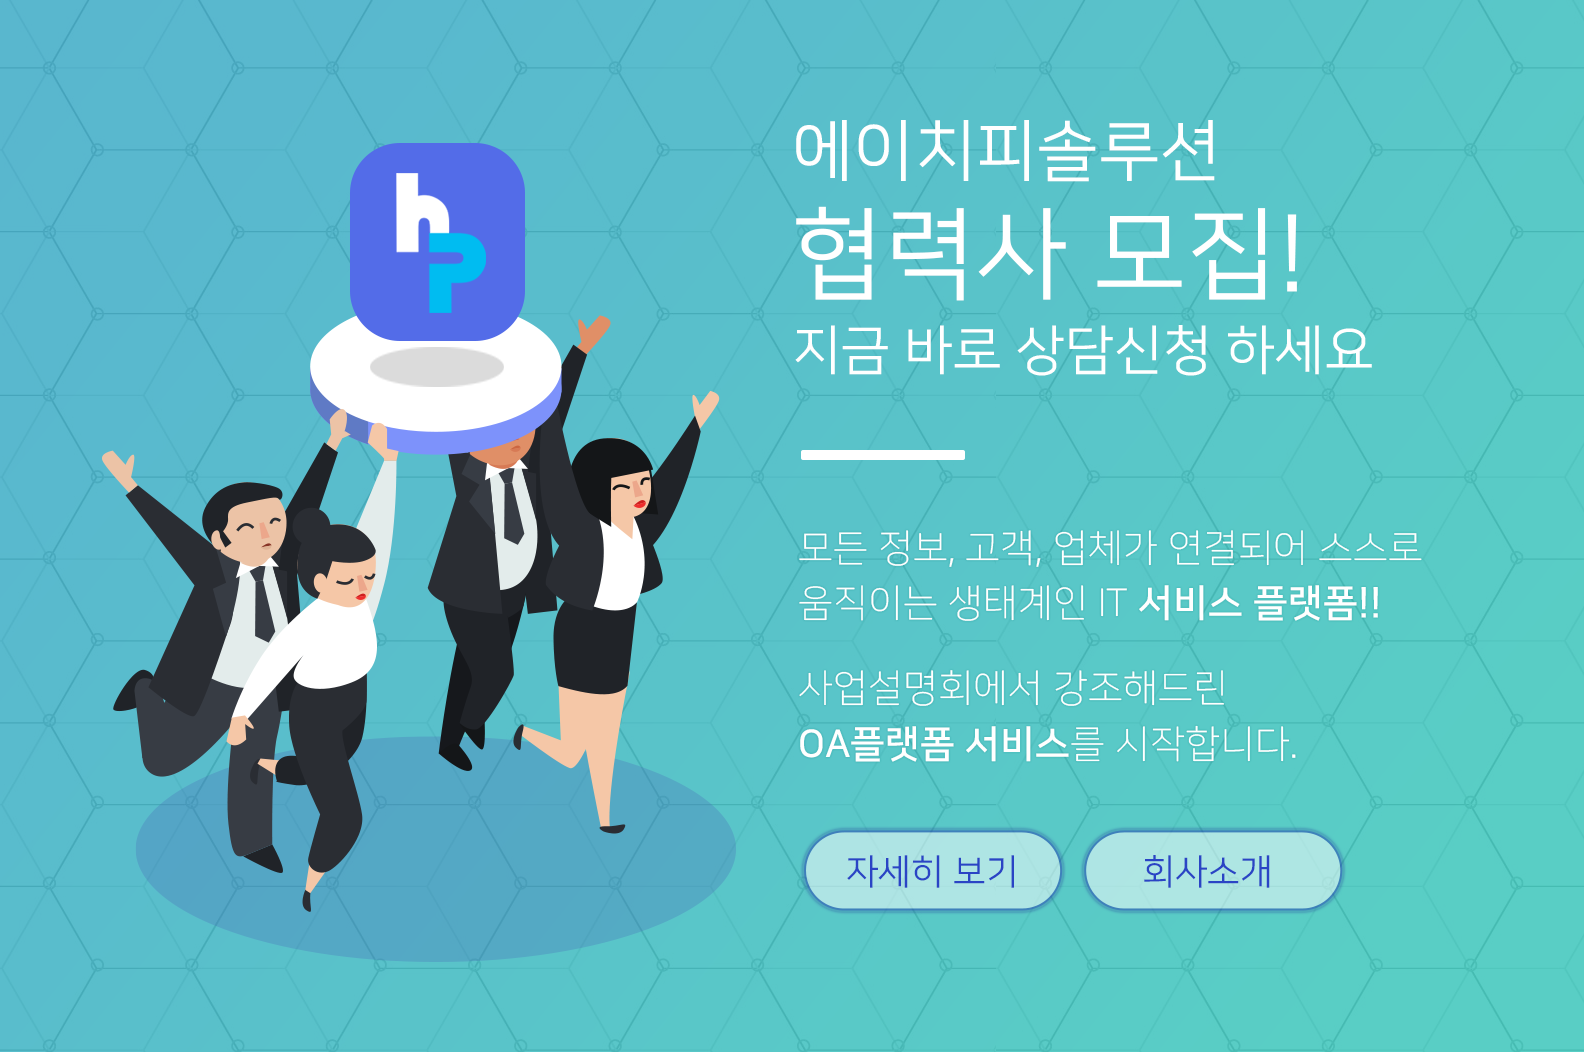 hP
에이치피솔루션
협력사 모집!
지금 바로 상담신청 하세요
모든 정보, 고객, 업체가 연결되어 스스로
움직이는 생태계인 IT 서비스 플랫폼!!
사업설명회에서 강조해드린
OA플랫폼 서비스를 시작합니다.
자세히 보기
회사소개